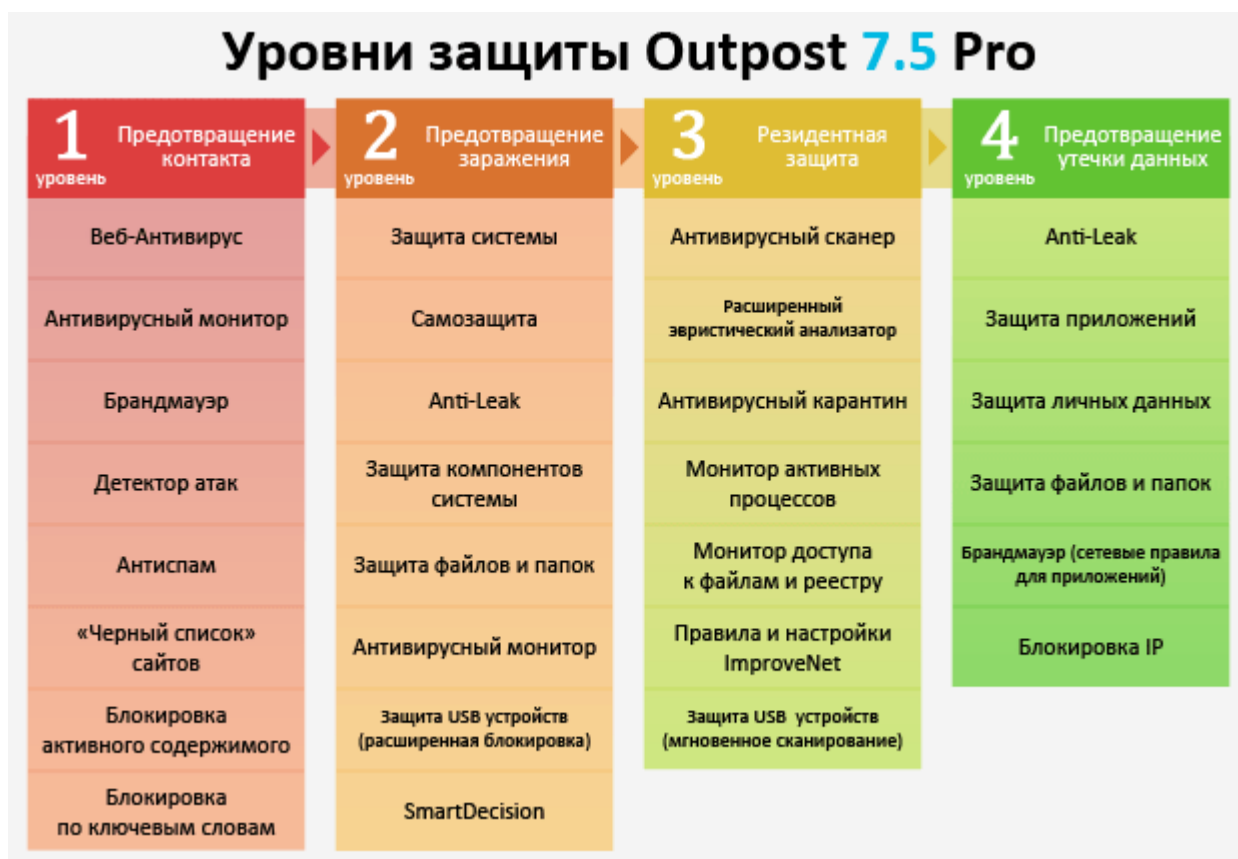 Уровни защиты Outpost 7.5 Pro
1
уровень
Предотвращение
контакта
Веб-Антивирус
Антивирусный монитор
Брандмауэр
Детектор атак
Антиспам
«Черный список»
сайтов
Блокировка
активного содержимого
Блокировка
по ключевым словам
2
уровень
Предотвращение
заражения
Защита системы
Самозащита
Anti-Leak
Защита компонентов
системы
Защита файлов и папок
Антивирусный монитор
Защита USB устройств
(расширенная блокировка)
SmartDecision
3
уровень
Резидентная
защита
Антивирусный сканер
Расширенный
эвристический анализатор
Антивирусный карантин
Монитор активных
процессов
Монитор доступа
к файлам и реестру
Правила и настройки
ImproveNet
Защита USB устройств
(мгновенное сканирование)
4
уровень
Предотвращение
утечки данных
Anti-Leak
Защита приложений
Защита личных данных
Защита файлов и папок
Брандмауэр (сетевые правила
для приложений)
Блокировка IP